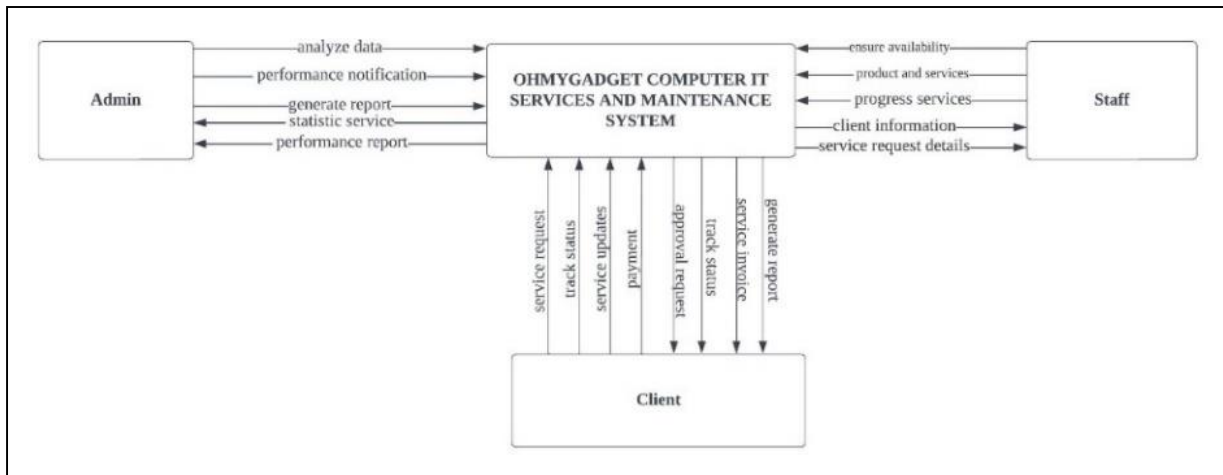 analyze data
performance notification
Admin
generate report
statistic service
performance report
OHMYGADGET COMPUTER IT
SERVICES AND MAINTENANCE
SYSTEM
ensure availability
product and services
progress services
client information
service request details
Staff
service request
track status
service updates
payment
approval request
track status
service invoice
generate report
Client